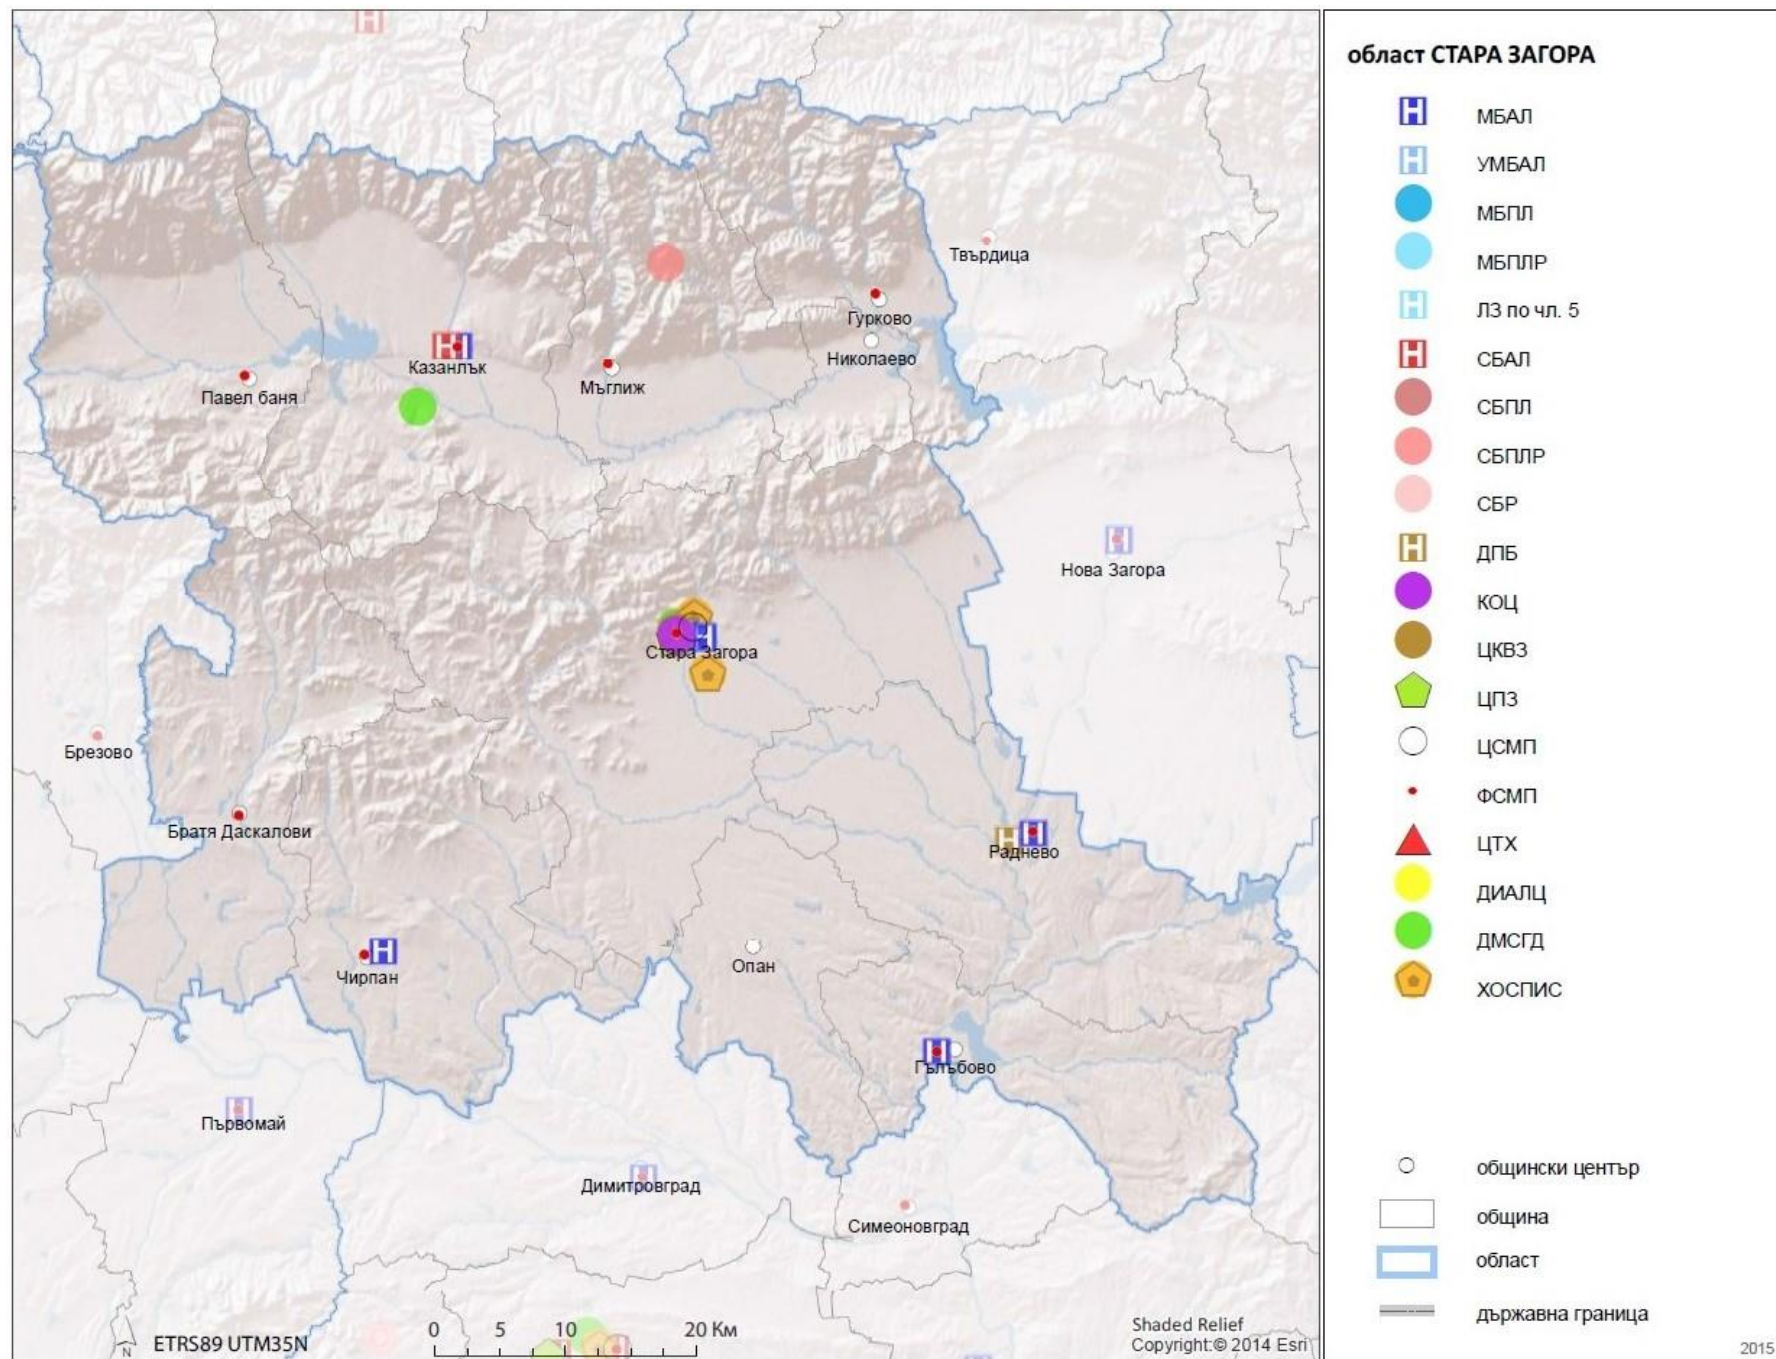 област СТАРА ЗАГОРА
МБАЛ
УМБАЛ
МБПЛ
МБПЛР
ЛЗ по чл. 5
СБАЛ
СБПЛ
СБПЛР
СБР
ДПБ
КОЦ
ЦКВЗ
ЦПЗ
ЦСМП
ФСМП
ЦТХ
ДИАЛЦ
ДМСГД
ХОСПИС
общински център
община
област
държавна граница
2015
Твърдица
Гурково
Николаево
Казанлък
Мъглиж
Павел баня
Нова Загора
Стара Загора
Брезово
Братя Даскалови
Раднево
Опан
Чирпан
Гълъбово
Първомай
Димитровград
Симеоновград
N
ETRS89 UTM35N
0 5 10 20 Км
Shaded Relief
Copyright:© 2014 Esri